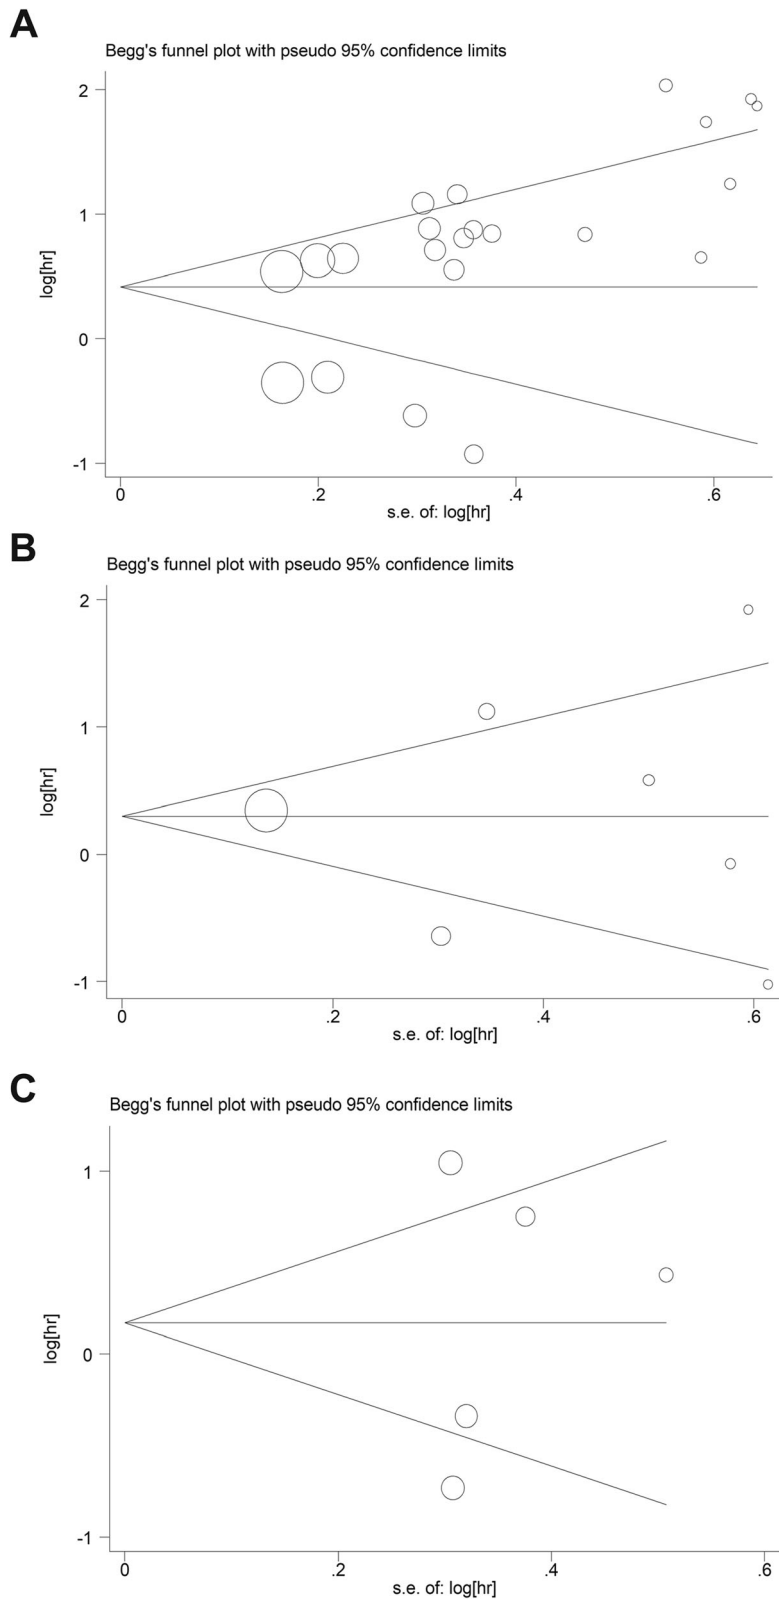 A
Begg's funnel plot with pseudo 95% confidence limits
2
1
0
-1
log[hr]
0 .2 .4 .6
s.e. of: log[hr]
B
Begg's funnel plot with pseudo 95% confidence limits
2
1
0
-1
log[hr]
0 .2 .4 .6
s.e. of: log[hr]
C
Begg's funnel plot with pseudo 95% confidence limits
1
0
-1
log[hr]
0 .2 .4 .6
s.e. of: log[hr]